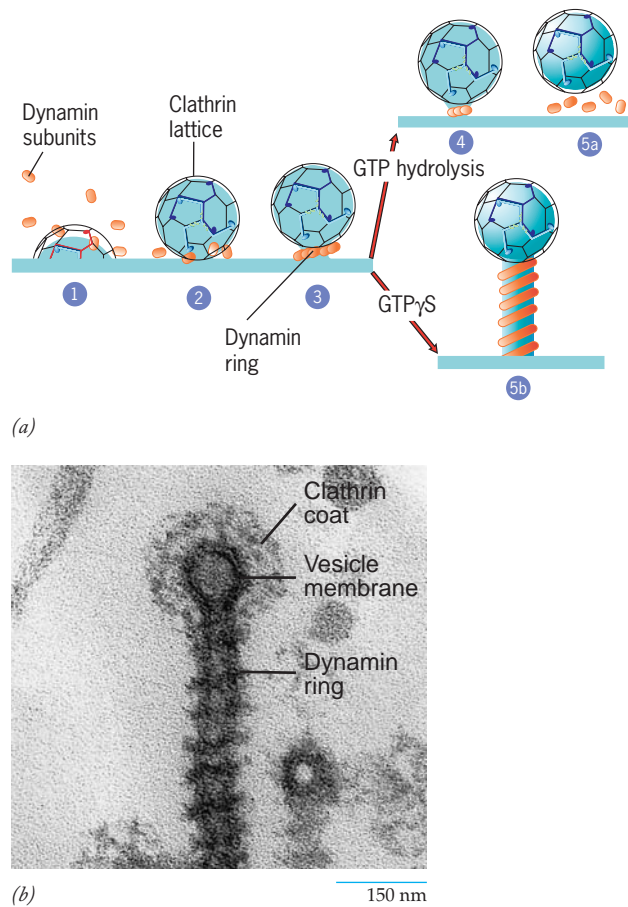 Dynamin
subunits
Clathrin
lattice
1
2
3
Dynamin
ring
GTP hydrolysis
4
5a
GTPγS
5b
(a)
Clathrin
coat
Vesicle
membrane
Dynamin
ring
(b)
150 nm